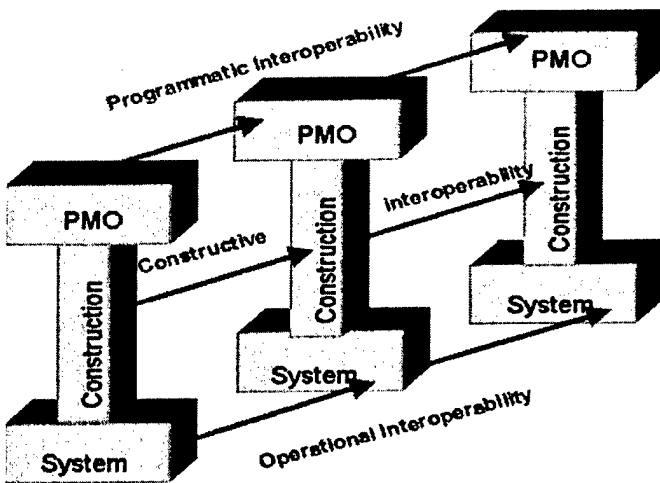 Programmatic Interoperability
PMO
PMO
PMO
Constructive
interoperability
Construction
Construction
Construction
System
System
System
Operational Interoperability